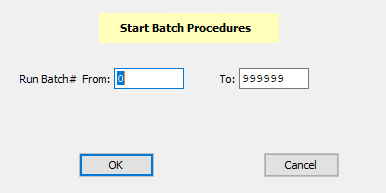 Start Batch Procedures
Run Batch# From: 0 To: 999999
OK Cancel